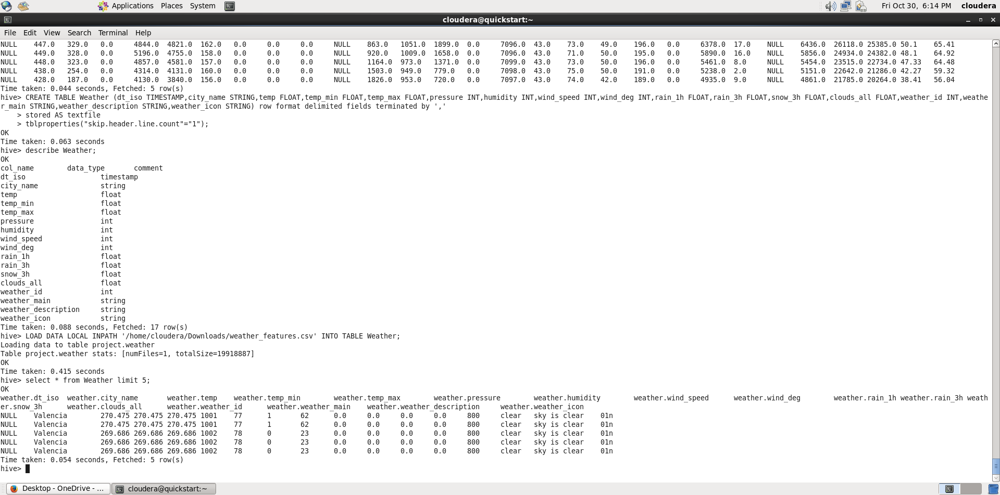 Applications Places System Fri Oct 30, 6:14 PM cloudera
cloudera@quickstart:~
File Edit View Search Terminal Help
NULL 447.0 329.0 0.0 4844.0 4821.0 162.0 0.0 0.0 0.0 NULL 863.0 1051.0 1899.0 0.0 7096.0 43.0 73.0 49.0 196.0 0.0 6378.0 17.0 NULL 6436.0 26118.0 25385.0 50.1 65.41
NULL 449.0 328.0 0.0 5196.0 4755.0 158.0 0.0 0.0 0.0 NULL 920.0 1009.0 1658.0 0.0 7096.0 43.0 71.0 50.0 195.0 0.0 5890.0 16.0 NULL 5856.0 24934.0 24382.0 48.1 64.92
NULL 448.0 323.0 0.0 4857.0 4581.0 157.0 0.0 0.0 0.0 NULL 1164.0 973.0 1371.0 0.0 7099.0 43.0 73.0 50.0 196.0 0.0 5461.0 8.0 NULL 5454.0 23515.0 22734.0 47.33 64.48
NULL 438.0 254.0 0.0 4314.0 4131.0 160.0 0.0 0.0 0.0 NULL 1503.0 949.0 779.0 0.0 7098.0 43.0 75.0 50.0 191.0 0.0 5238.0 2.0 NULL 5151.0 22642.0 21286.0 42.27 59.32
NULL 428.0 187.0 0.0 4130.0 3840.0 156.0 0.0 0.0 0.0 NULL 1826.0 953.0 720.0 0.0 7097.0 43.0 74.0 42.0 189.0 0.0 4935.0 9.0 NULL 4861.0 21785.0 20264.0 38.41 56.04
Time taken: 0.044 seconds, Fetched: 5 row(s)
hive> CREATE TABLE Weather (dt_iso TIMESTAMP,city_name STRING,temp FLOAT,temp_min FLOAT,temp_max FLOAT,pressure INT,humidity INT,wind_speed INT,wind_deg INT,rain_1h FLOAT,rain_3h FLOAT,snow_3h FLOAT,clouds_all FLOAT,weather_id INT,weathe
r_main STRING,weather_description STRING,weather_icon STRING) row format delimited fields terminated by ','
> stored AS textfile
> tblproperties("skip.header.line.count"="1");
OK
Time taken: 0.063 seconds
hive> describe Weather;
OK
col_name data_type comment
dt_iso timestamp
city_name string
temp float
temp_min float
temp_max float
pressure int
humidity int
wind_speed int
wind_deg int
rain_1h float
rain_3h float
snow_3h float
clouds_all float
weather_id int
weather_main string
weather_description string
weather_icon string
Time taken: 0.088 seconds, Fetched: 17 row(s)
hive> LOAD DATA LOCAL INPATH '/home/cloudera/Downloads/weather_features.csv' INTO TABLE Weather;
Loading data to table project.weather
Table project.weather stats: [numFiles=1, totalSize=19918887]
OK
Time taken: 0.415 seconds
hive> select * from Weather limit 5;
OK
weather.dt_iso weather.city_name weather.temp weather.temp_min weather.temp_max weather.pressure weather.humidity weather.wind_speed weather.wind_deg weather.rain_1h weather.rain_3h weath
er.snow_3h weather.clouds_all weather.weather_id weather.weather_main weather.weather_description weather.weather_icon
NULL Valencia 270.475 270.475 270.475 1001 77 1 62 0.0 0.0 0.0 0.0 800 clear sky is clear 01n
NULL Valencia 270.475 270.475 270.475 1001 77 1 62 0.0 0.0 0.0 0.0 800 clear sky is clear 01n
NULL Valencia 269.686 269.686 269.686 1002 78 0 23 0.0 0.0 0.0 0.0 800 clear sky is clear 01n
NULL Valencia 269.686 269.686 269.686 1002 78 0 23 0.0 0.0 0.0 0.0 800 clear sky is clear 01n
NULL Valencia 269.686 269.686 269.686 1002 78 0 23 0.0 0.0 0.0 0.0 800 clear sky is clear 01n
Time taken: 0.054 seconds, Fetched: 5 row(s)
hive>
Desktop - OneDrive - ... cloudera@quickstart:~